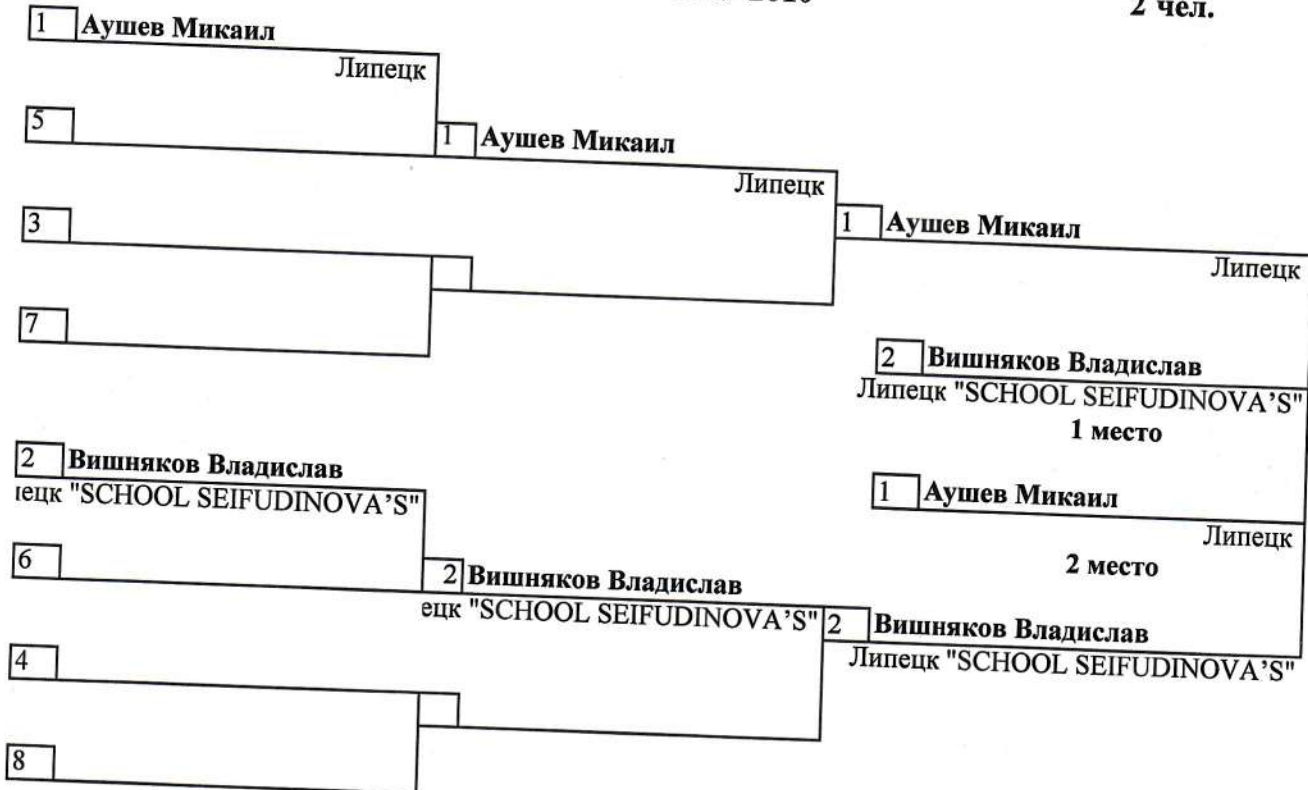 2 чел.
1 Аушев Микаил
Липецк
5
1 Аушев Микаил
Липецк
3
1 Аушев Микаил
Липецк
7
2 Вишняков Владислав
Липецк "SCHOOL SEIFUDINOVA'S"
1 место
2 Вишняков Владислав
ецк "SCHOOL SEIFUDINOVA'S"
1 Аушев Микаил
Липецк
2 место
6
2 Вишняков Владислав
ецк "SCHOOL SEIFUDINOVA'S"
2 Вишняков Владислав
Липецк "SCHOOL SEIFUDINOVA'S"
4
8